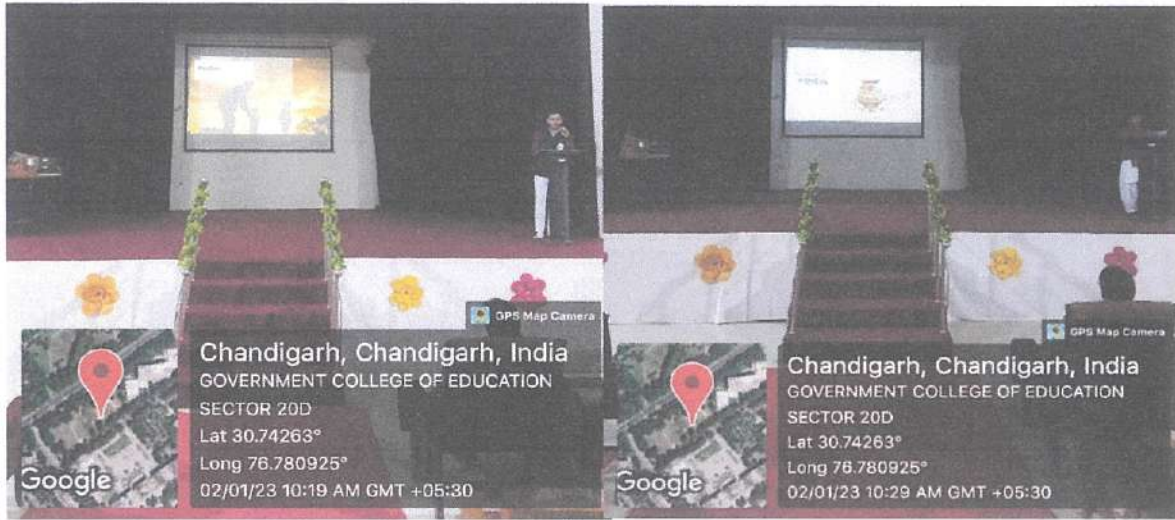 GPS Map Camera
Chandigarh, Chandigarh, India
GOVERNMENT COLLEGE OF EDUCATION
SECTOR 20D
Lat 30.74263°
Long 76.780925°
02/01/23 10:19 AM GMT +05:30
Google
GPS Map Camera
Chandigarh, Chandigarh, India
GOVERNMENT COLLEGE OF EDUCATION
SECTOR 20D
Lat 30.74263°
Long 76.780925°
02/01/23 10:29 AM GMT +05:30
Google